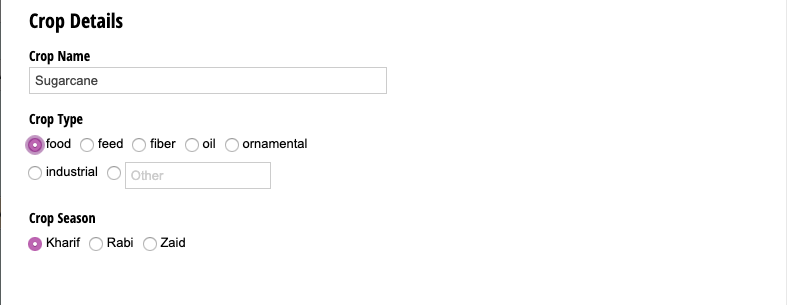 Crop Details
Crop Name
Sugarcane
Crop Type
food feed fiber oil ornamental
industrial Other
Crop Season
Kharif Rabi Zaid